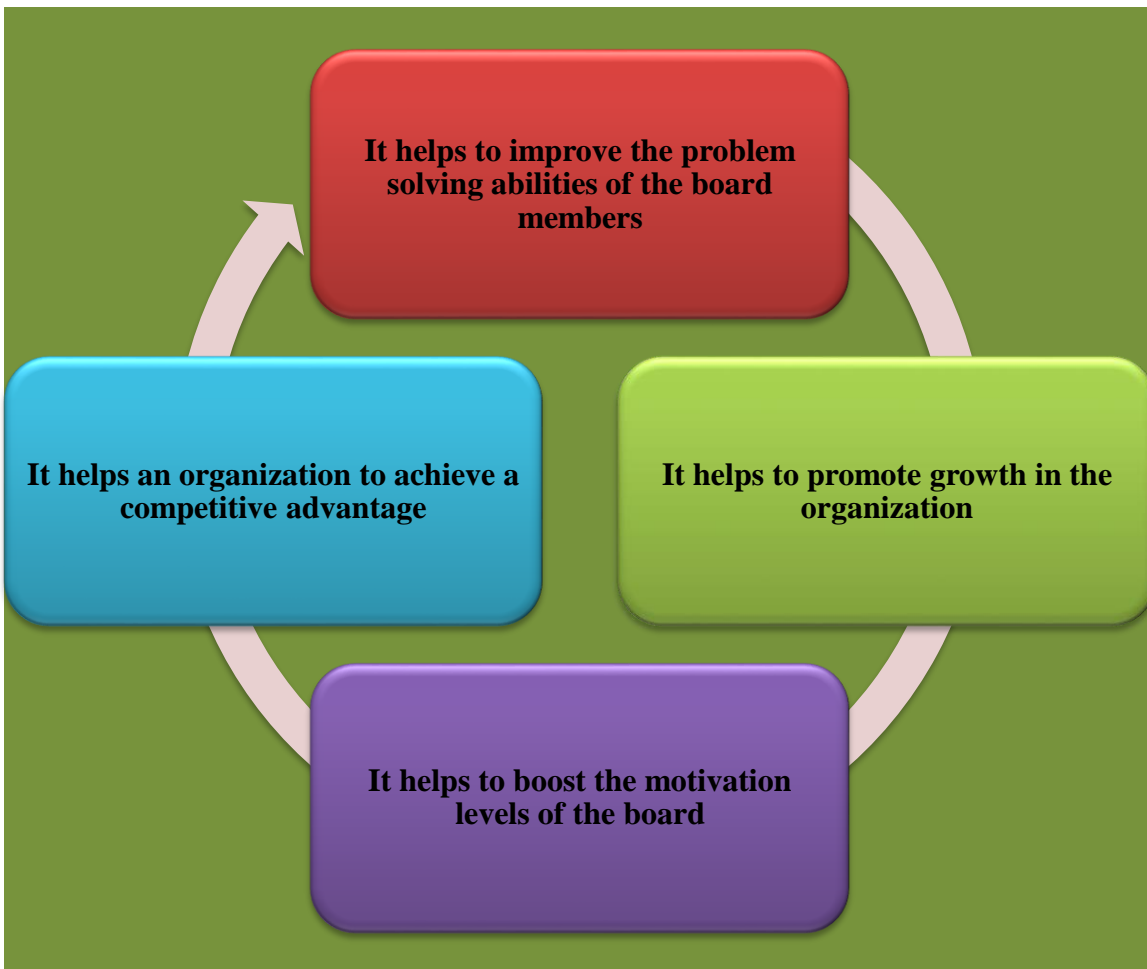 It helps to improve the problem
solving abilities of the board
members
It helps an organization to achieve a
competitive advantage
It helps to promote growth in the
organization
It helps to boost the motivation
levels of the board